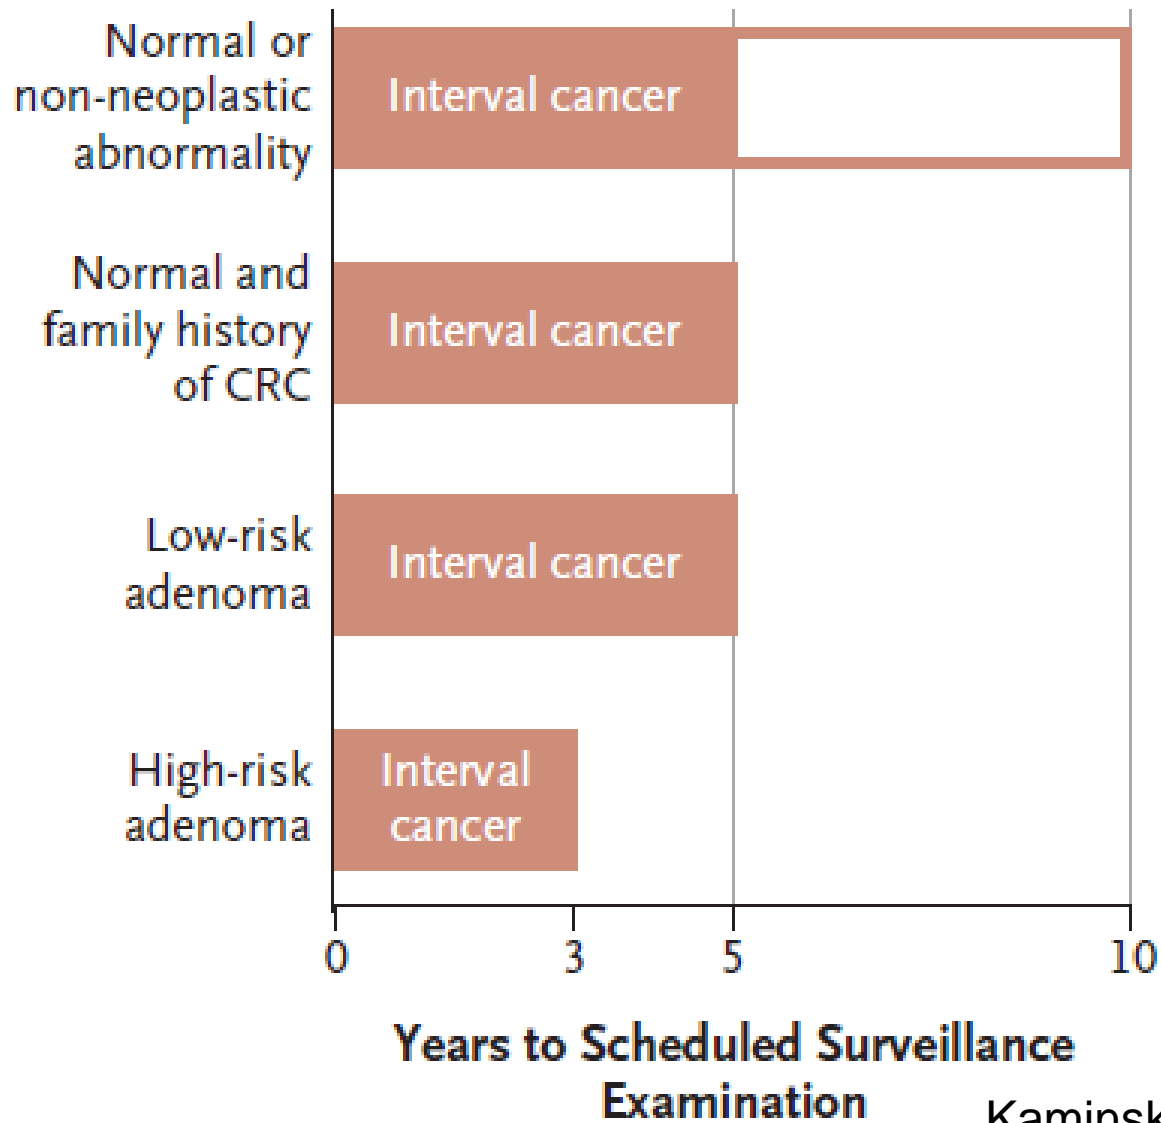 Normal or
non-neoplastic
abnormality
Interval cancer
Normal and
family history
of CRC
Interval cancer
Low-risk
adenoma
Interval cancer
High-risk
adenoma
Interval
cancer
0 3 5 10
Years to Scheduled Surveillance
Examination